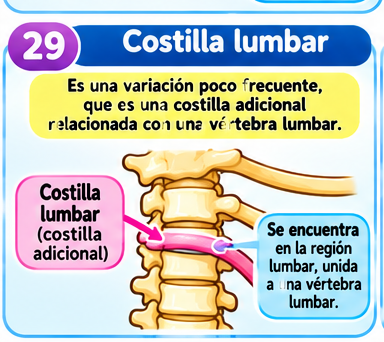 29
Costilla lumbar
Es una variación poco frecuente,
que es una costilla adicional
relacionada con una vértebra lumbar.
Costilla
lumbar
(costilla
adicional)
Se encuentra
en la región
lumbar, unida
a una vértebra
lumbar.